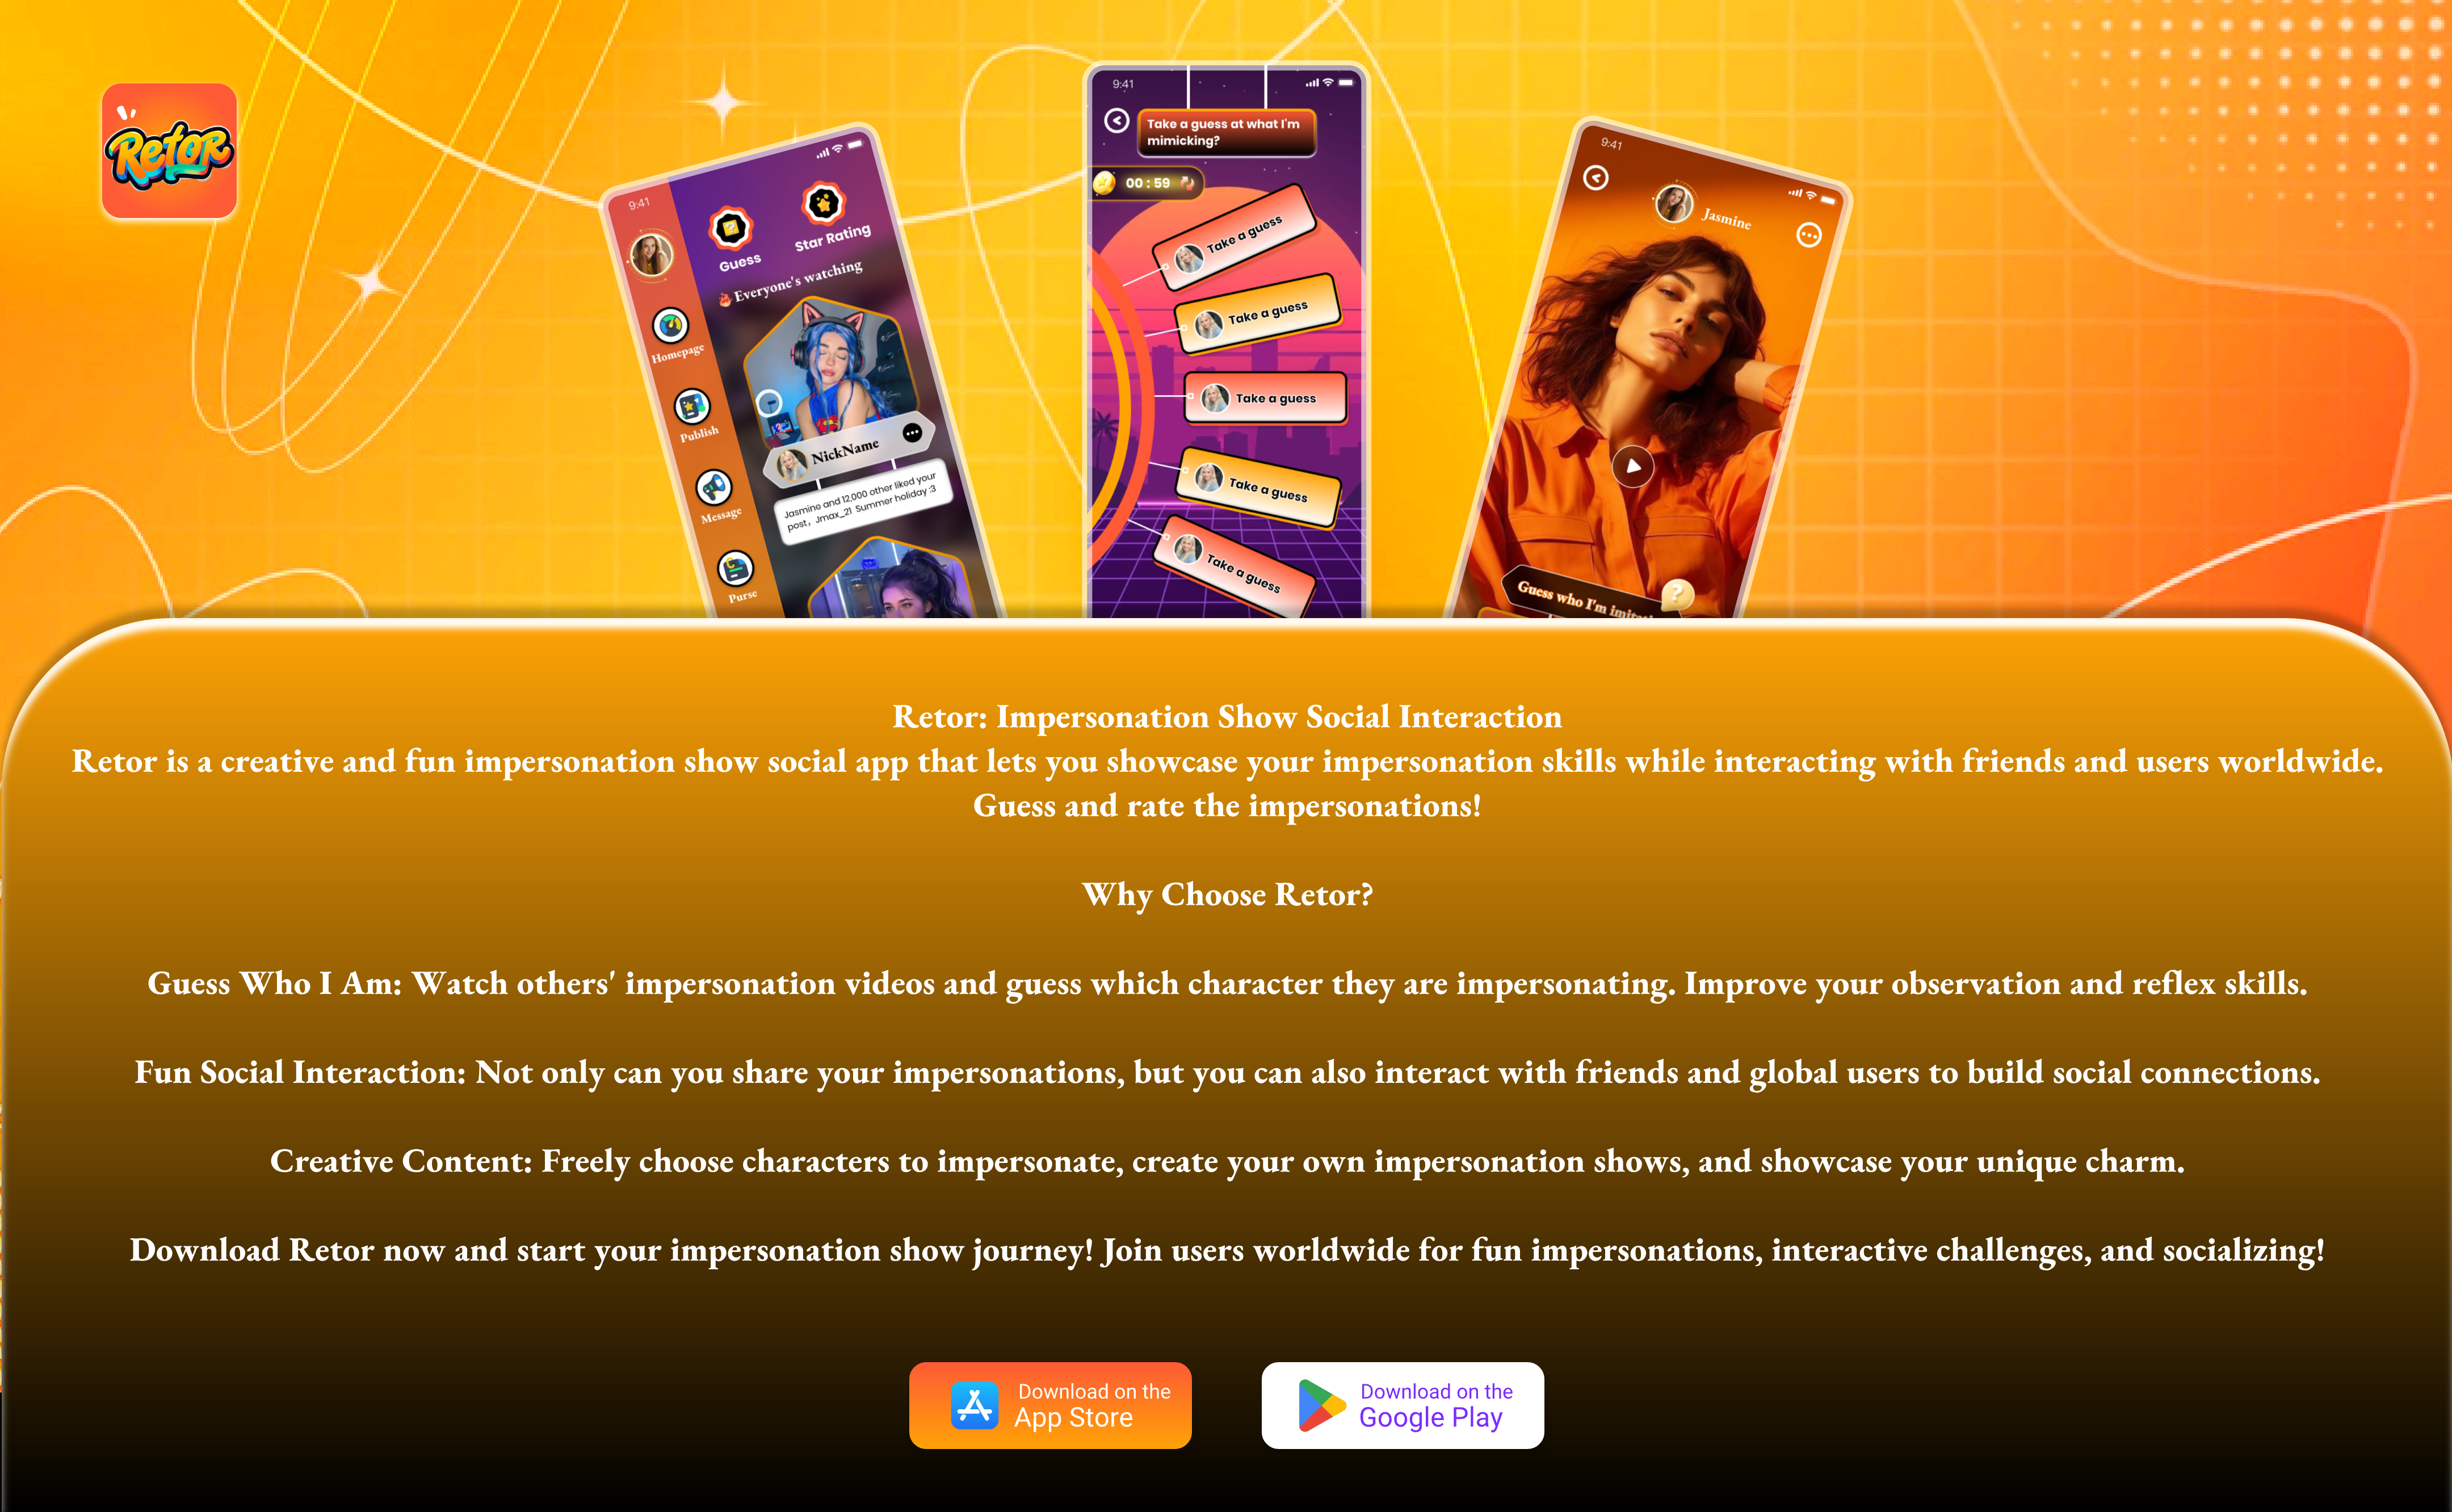 Retor
9:41
Guess
Star Rating
Everyone's watching
Homepage
Publish
Message
Purse
NickName
Jasmine and 12,000 other liked your
post, Jmax_21 Summer holiday :3
9:41
Take a guess at what I'm
mimicking?
00 : 59
Take a guess
Take a guess
Take a guess
Take a guess
Take a guess
9:41
Jasmine
Guess who I'm
?
Retor: Impersonation Show Social Interaction
Retor is a creative and fun impersonation show social app that lets you showcase your impersonation skills while interacting with friends and users worldwide.
Guess and rate the impersonations!
Why Choose Retor?
Guess Who I Am: Watch others' impersonation videos and guess which character they are impersonating. Improve your observation and reflex skills.
Fun Social Interaction: Not only can you share your impersonations, but you can also interact with friends and global users to build social connections.
Creative Content: Freely choose characters to impersonate, create your own impersonation shows, and showcase your unique charm.
Download Retor now and start your impersonation show journey! Join users worldwide for fun impersonations, interactive challenges, and socializing!
Download on the
App Store
Download on the
Google Play